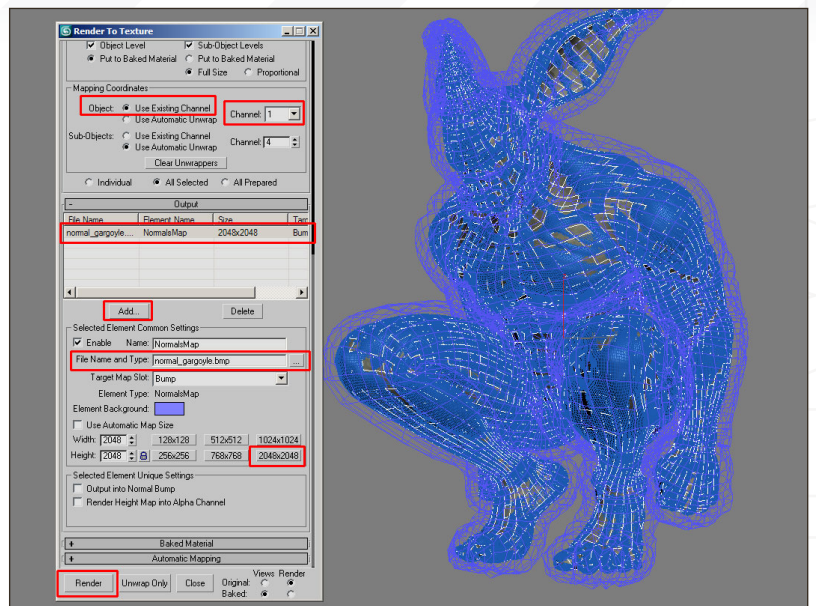 Render To Texture
Object Level Sub-Object Levels
Put to Baked Material Put to Baked Material
Full Size Proportional
Mapping Coordinates
Object: Use Existing Channel
Use Automatic Unwrap
Channel: 1
Sub-Objects: Use Existing Channel
Use Automatic Unwrap
Channel: 4
Clear Unwrappers
Individual All Selected All Prepared
- Output
File Name Element Name Size Targ
normal_gargoyle.... NormalsMap 2048x2048 Bum
Add... Delete
Selected Element Common Settings
Enable Name: NormalsMap
File Name and Type: normal_gargoyle.bmp ...
Target Map Slot: Bump
Element Type: NormalsMap
Element Background:
Use Automatic Map Size
Width: 2048 128x128 512x512 1024x1024
Height: 2048 256x256 768x768 2048x2048
Selected Element Unique Settings
Output into Normal Bump
Render Height Map into Alpha Channel
+ Baked Material
+ Automatic Mapping
Views Render
Render Unwrap Only Close Original:
Baked: